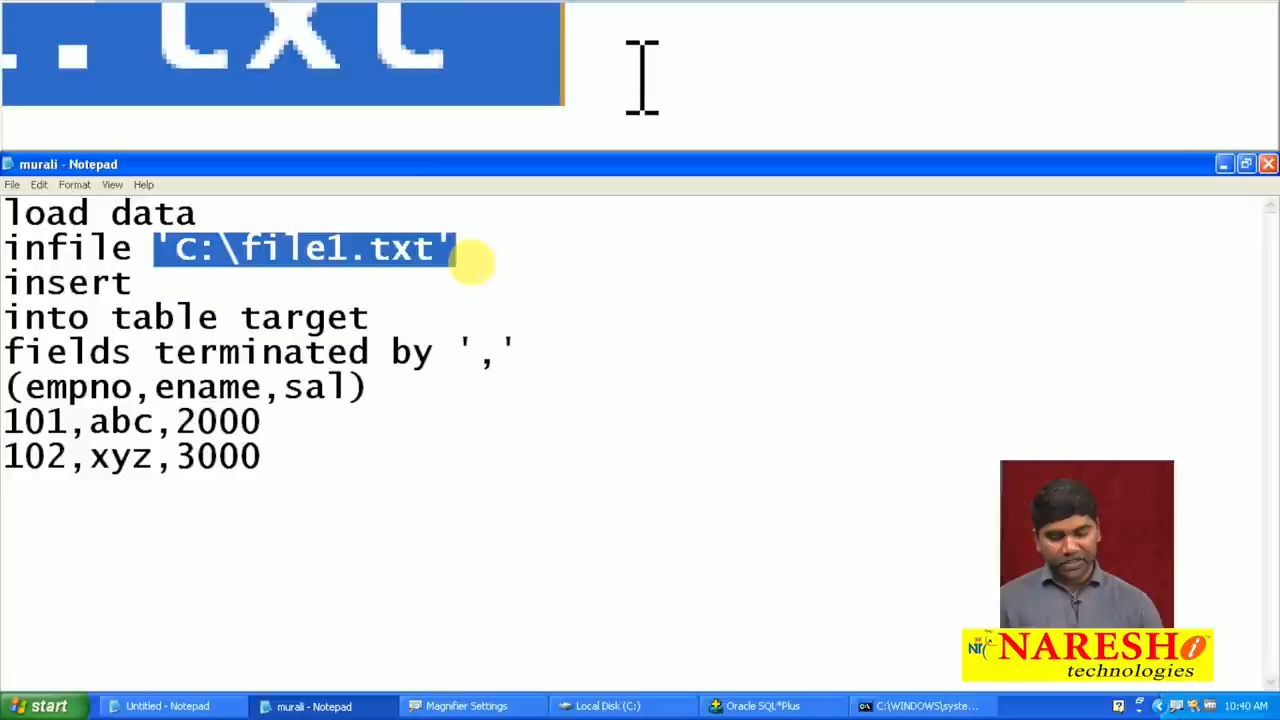 .txt
murali - Notepad
File Edit Format View Help
load data
infile 'C:\file1.txt'
insert
into table target
fields terminated by ','
(empno,ename,sal)
101,abc,2000
102,xyz,3000
NARESH i
technologies
start Untitled - Notepad murali - Notepad Magnifier Settings Local Disk (C:) Oracle SQL*Plus C:\WINDOWS\syste... 10:40 AM